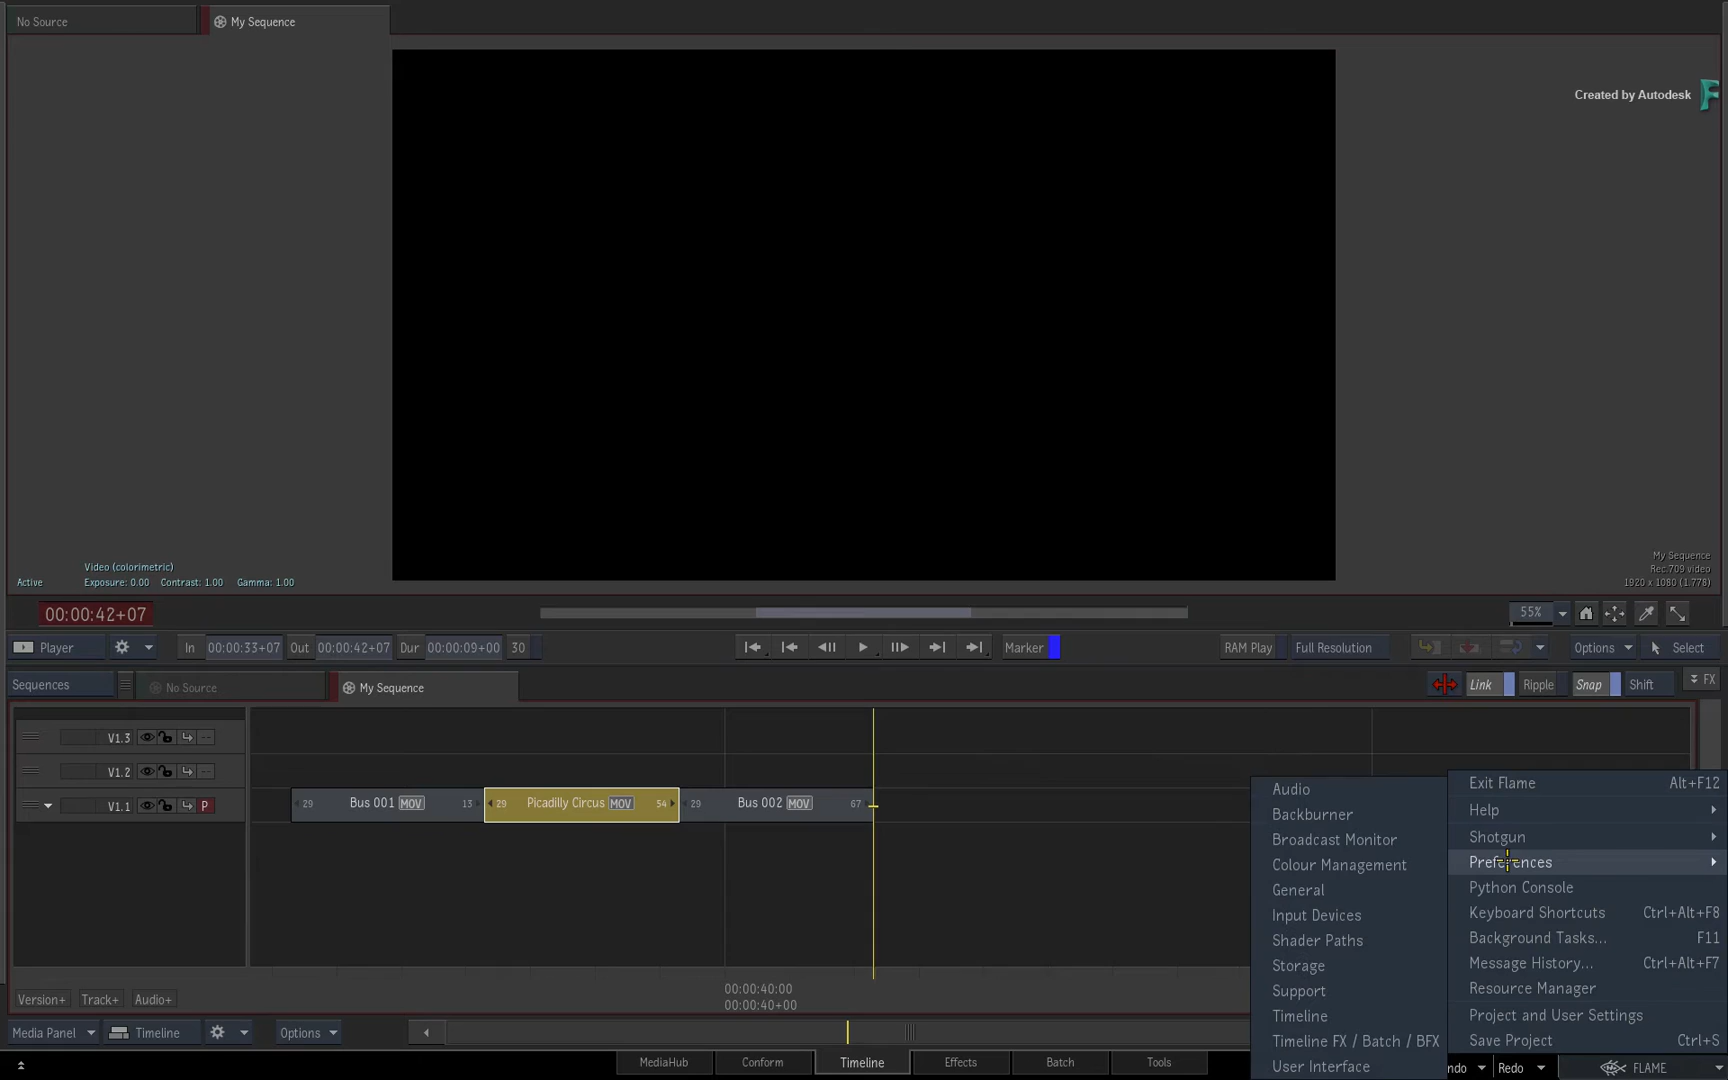 No Source
My Sequence
Created by Autodesk
Video (colorimetric)
Active
Exposure: 0.00 Contrast: 1.00 Gamma: 1.00
My Sequence
Rec.709 video
1920 x 1080 (1.778)
00:00:42+07
55%
Player
In 00:00:33+07 Out 00:00:42+07 Dur 00:00:09+00 30
Marker
RAM Play
Full Resolution
Options
Select
Sequences
No Source
My Sequence
Link
Ripple
Snap
Shift
FX
V1.3
V1.2
V1.1 P
29 Bus 001 MOV 13
29 Picadilly Circus MOV 54
29 Bus 002 MOV 67
Audio
Backburner
Broadcast Monitor
Colour Management
General
Input Devices
Shader Paths
Storage
Support
Timeline
Timeline FX / Batch / BFX
User Interface
Exit Flame Alt+F12
Help
Shotgun
Preferences
Python Console
Keyboard Shortcuts Ctrl+Alt+F8
Background Tasks... F11
Message History... Ctrl+Alt+F7
Resource Manager
Project and User Settings
Save Project Ctrl+S
00:00:40:00
00:00:40+00
Version+ Track+ Audio+
Media Panel
Timeline
Options
MediaHub
Conform
Timeline
Effects
Batch
Tools
ndo
Redo
FLAME